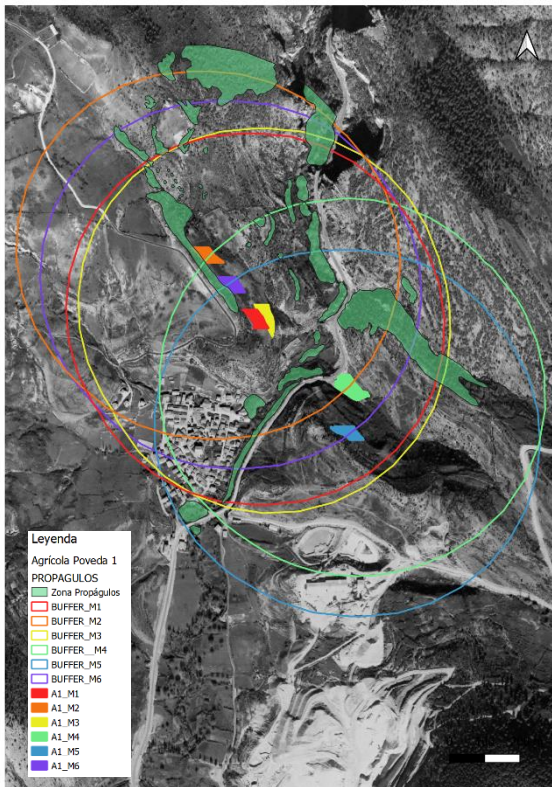 Leyenda
Agrícola Poveda 1
PROPAGULOS
Zona Propágulos
BUFFER_M1
BUFFER_M2
BUFFER_M3
BUFFER__M4
BUFFER_M5
BUFFER_M6
A1_M1
A1_M2
A1_M3
A1_M4
A1_M5
A1_M6